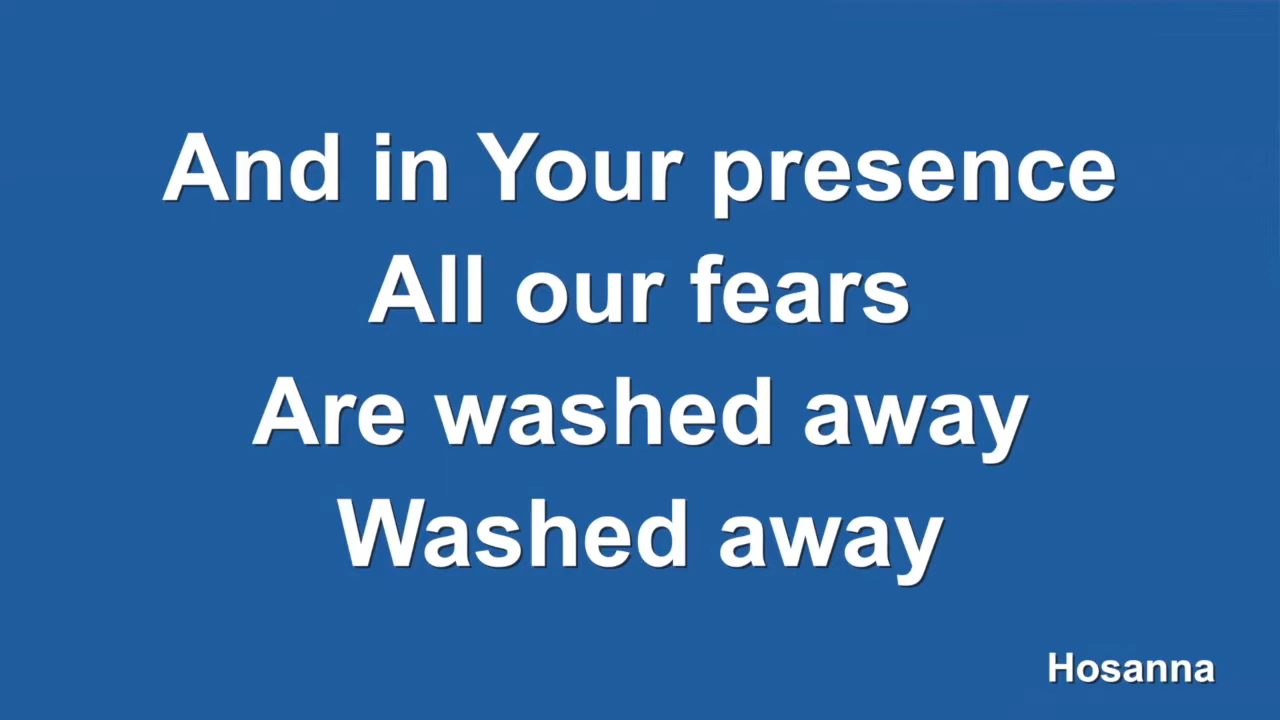 And in Your presence
All our fears
Are washed away
Washed away
Hosanna